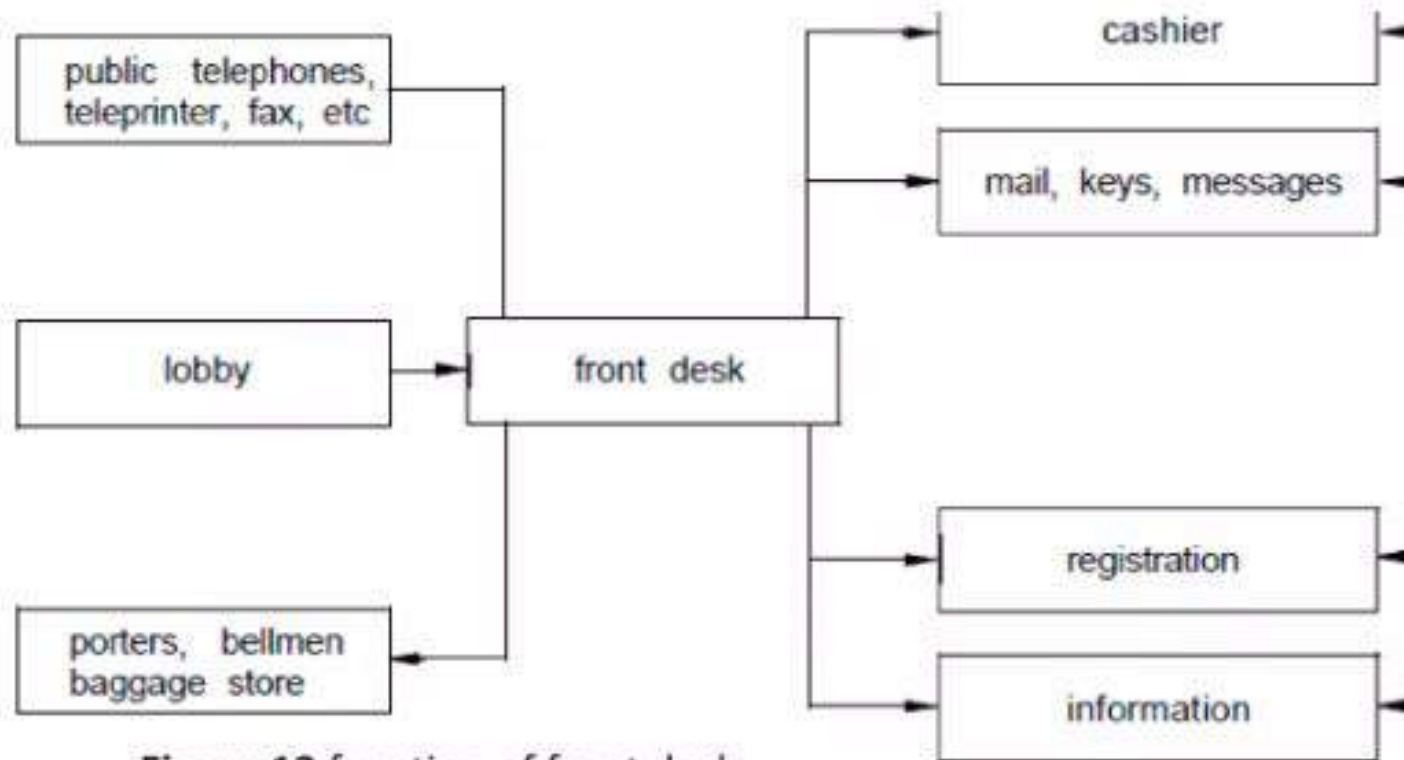 cashier
public telephones,
teleprinter, fax, etc
mail, keys, messages
lobby
front desk
registration
porters, bellmen
baggage store
information